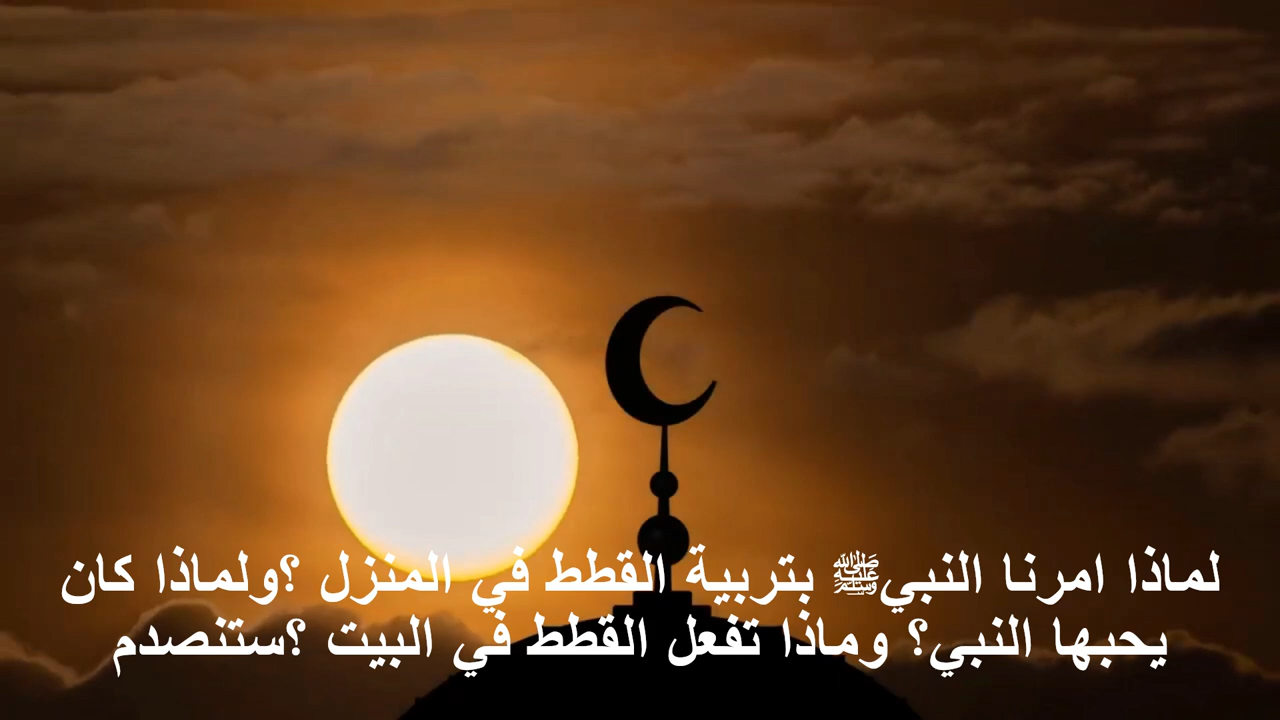 لماذا امرنا النبيﷺ بتربية القطط في المنزل ؟ولماذا كان
يحبها النبي؟ وماذا تفعل القطط في البيت ؟ستنصدم